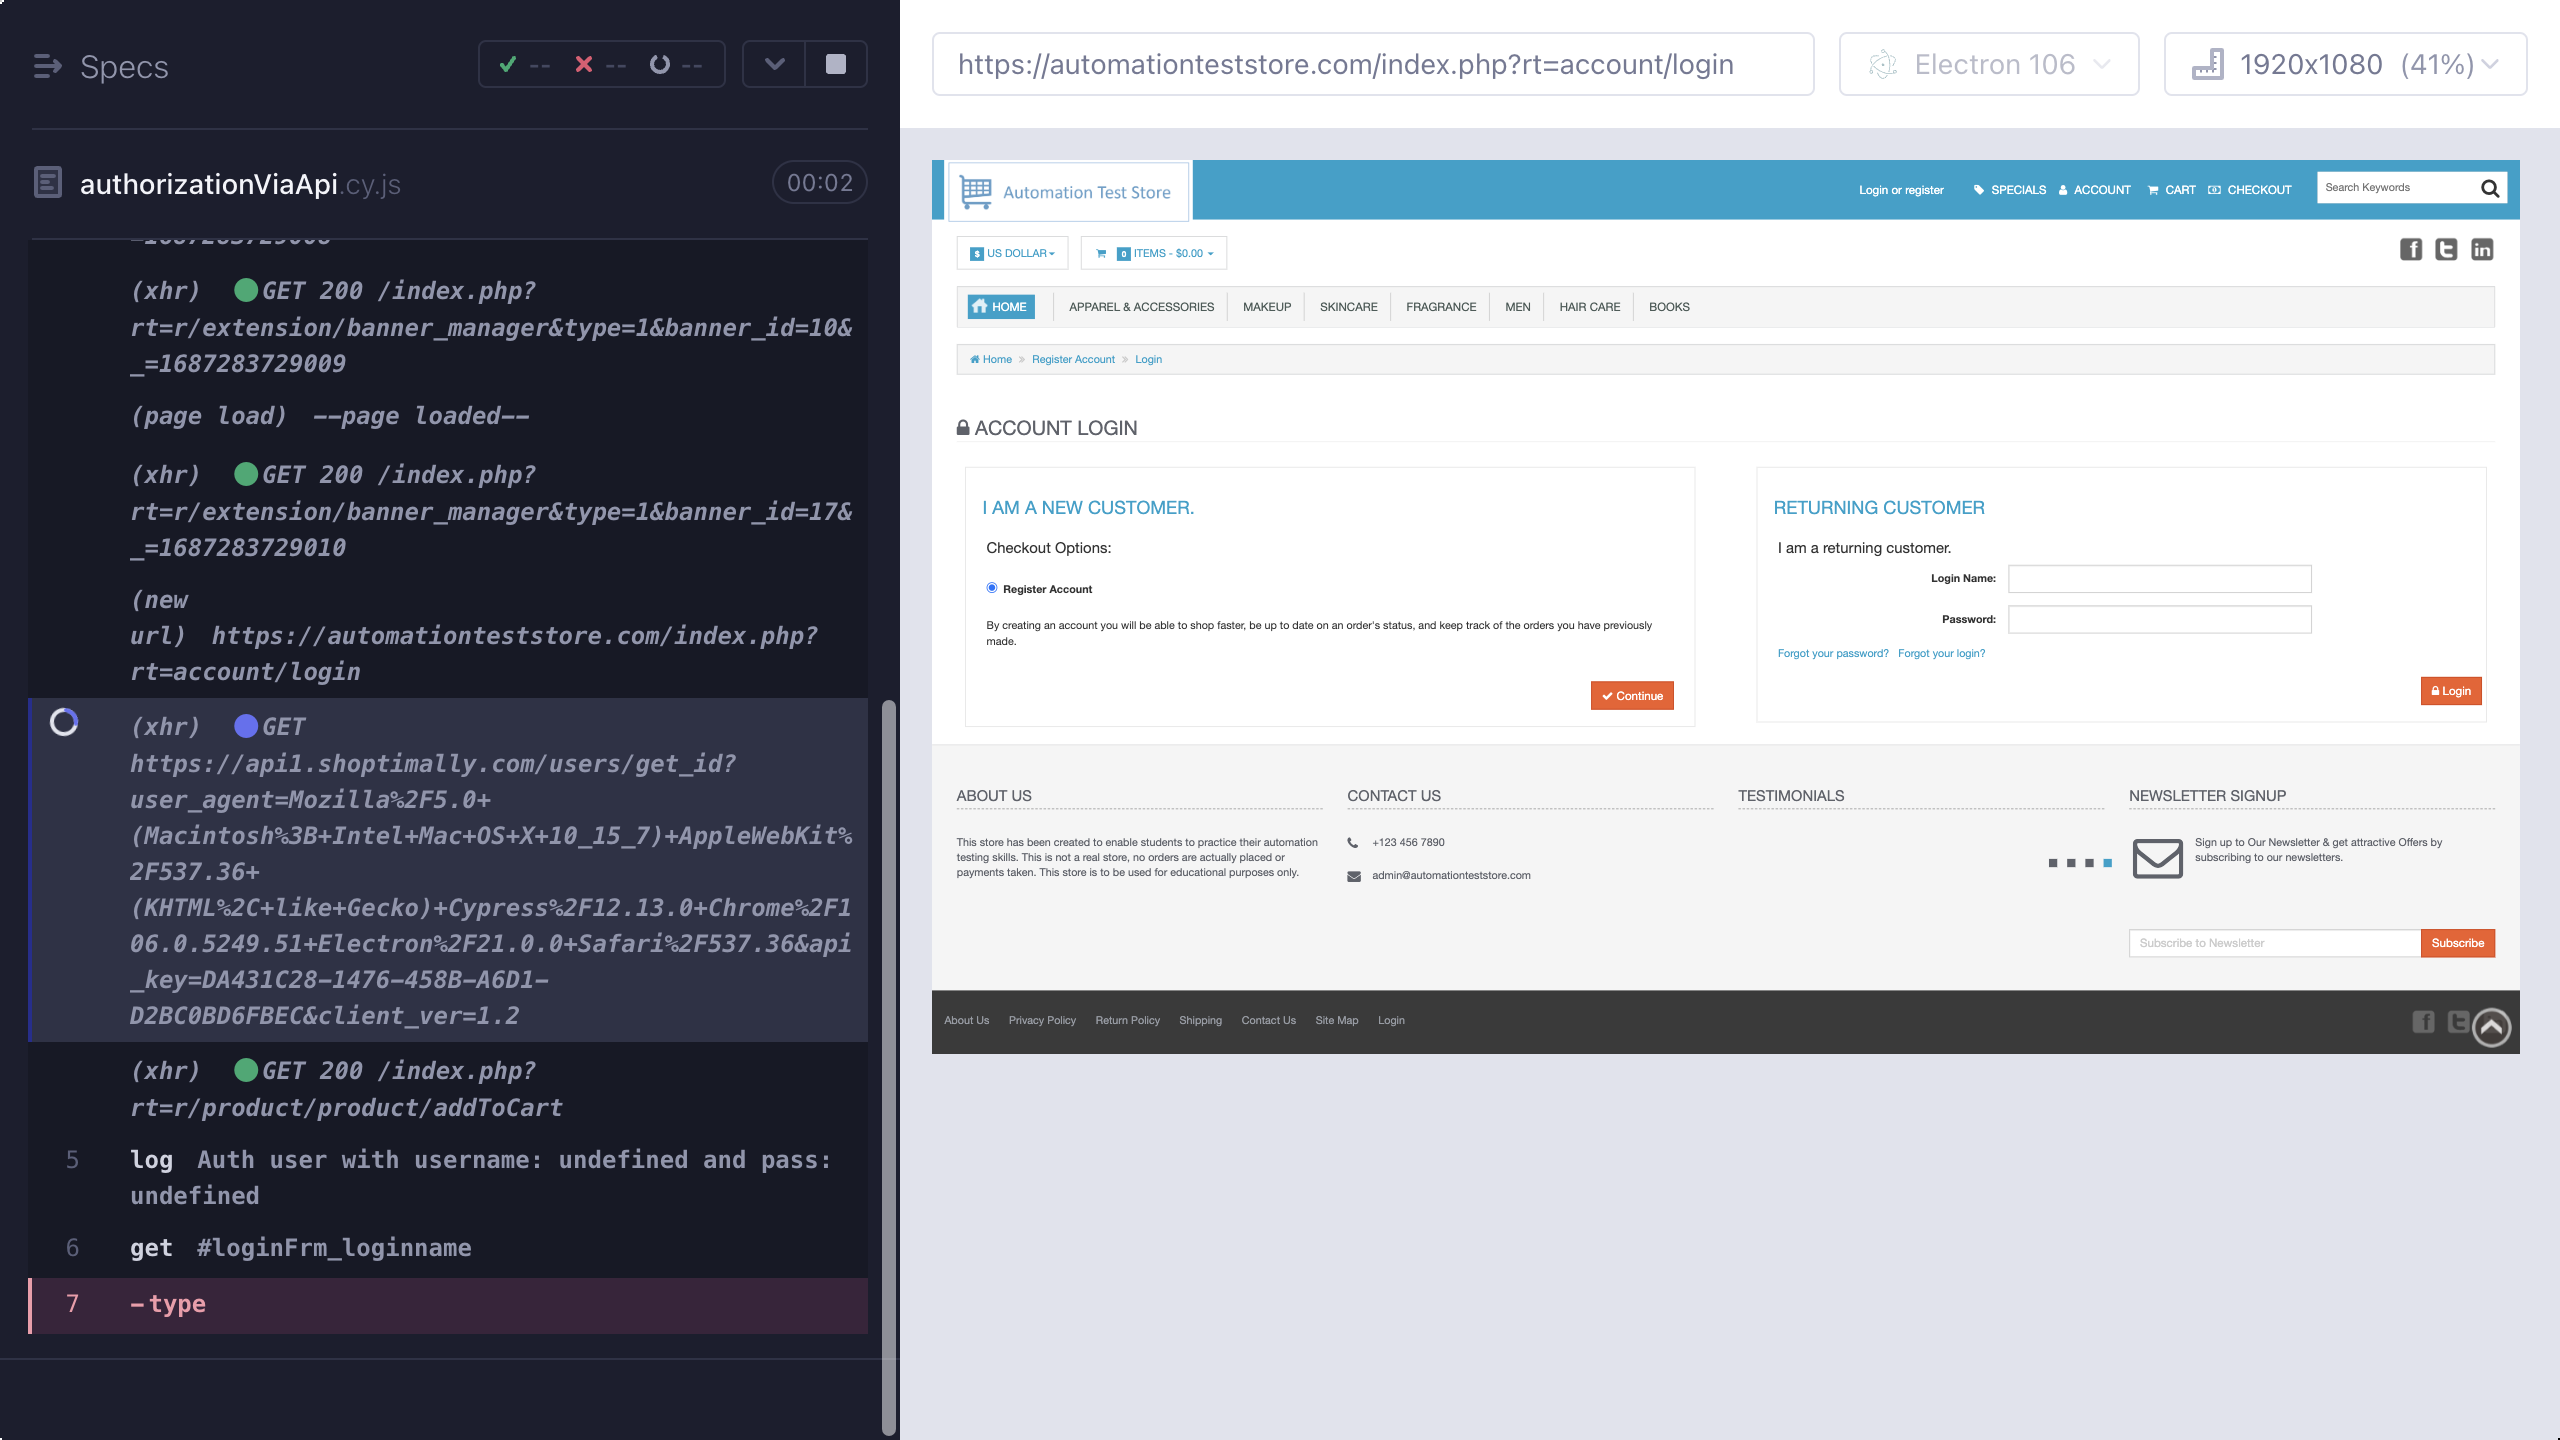 Specs
--
--
--
authorizationViaApi.cy.js
00:02
(xhr) GET 200 /index.php?
rt=r/extension/banner_manager&type=1&banner_id=10&
_=1687283729009
(page load) --page loaded--
(xhr) GET 200 /index.php?
rt=r/extension/banner_manager&type=1&banner_id=17&
_=1687283729010
(new
url) https://automationteststore.com/index.php?
rt=account/login
(xhr) GET
https://api1.shoptimally.com/users/get_id?
user_agent=Mozilla%2F5.0+
(Macintosh%3B+Intel+Mac+OS+X+10_15_7)+AppleWebKit%
2F537.36+
(KHTML%2C+like+Gecko)+Cypress%2F12.13.0+Chrome%2F1
06.0.5249.51+Electron%2F21.0.0+Safari%2F537.36&api
_key=DA431C28-1476-458B-A6D1-
D2BC0BD6FBEC&client_ver=1.2
(xhr) GET 200 /index.php?
rt=r/product/product/addToCart
5 log Auth user with username: undefined and pass:
undefined
6 get #loginFrm_loginname
7 -type
https://automationteststore.com/index.php?rt=account/login
Electron 106
1920x1080 (41%)
Automation Test Store
Login or register
SPECIALS
ACCOUNT
CART
CHECKOUT
Search Keywords
$ US DOLLAR
0 ITEMS - $0.00
HOME
APPAREL & ACCESSORIES
MAKEUP
SKINCARE
FRAGRANCE
MEN
HAIR CARE
BOOKS
Home » Register Account » Login
ACCOUNT LOGIN
I AM A NEW CUSTOMER.
Checkout Options:
Register Account
By creating an account you will be able to shop faster, be up to date on an order's status, and keep track of the orders you have previously
made.
Continue
RETURNING CUSTOMER
I am a returning customer.
Login Name:
Password:
Forgot your password? Forgot your login?
Login
ABOUT US
This store has been created to enable students to practice their automation
testing skills. This is not a real store, no orders are actually placed or
payments taken. This store is to be used for educational purposes only.
CONTACT US
+123 456 7890
admin@automationteststore.com
TESTIMONIALS
NEWSLETTER SIGNUP
Sign up to Our Newsletter & get attractive Offers by
subscribing to our newsletters.
Subscribe to Newsletter
Subscribe
About Us
Privacy Policy
Return Policy
Shipping
Contact Us
Site Map
Login